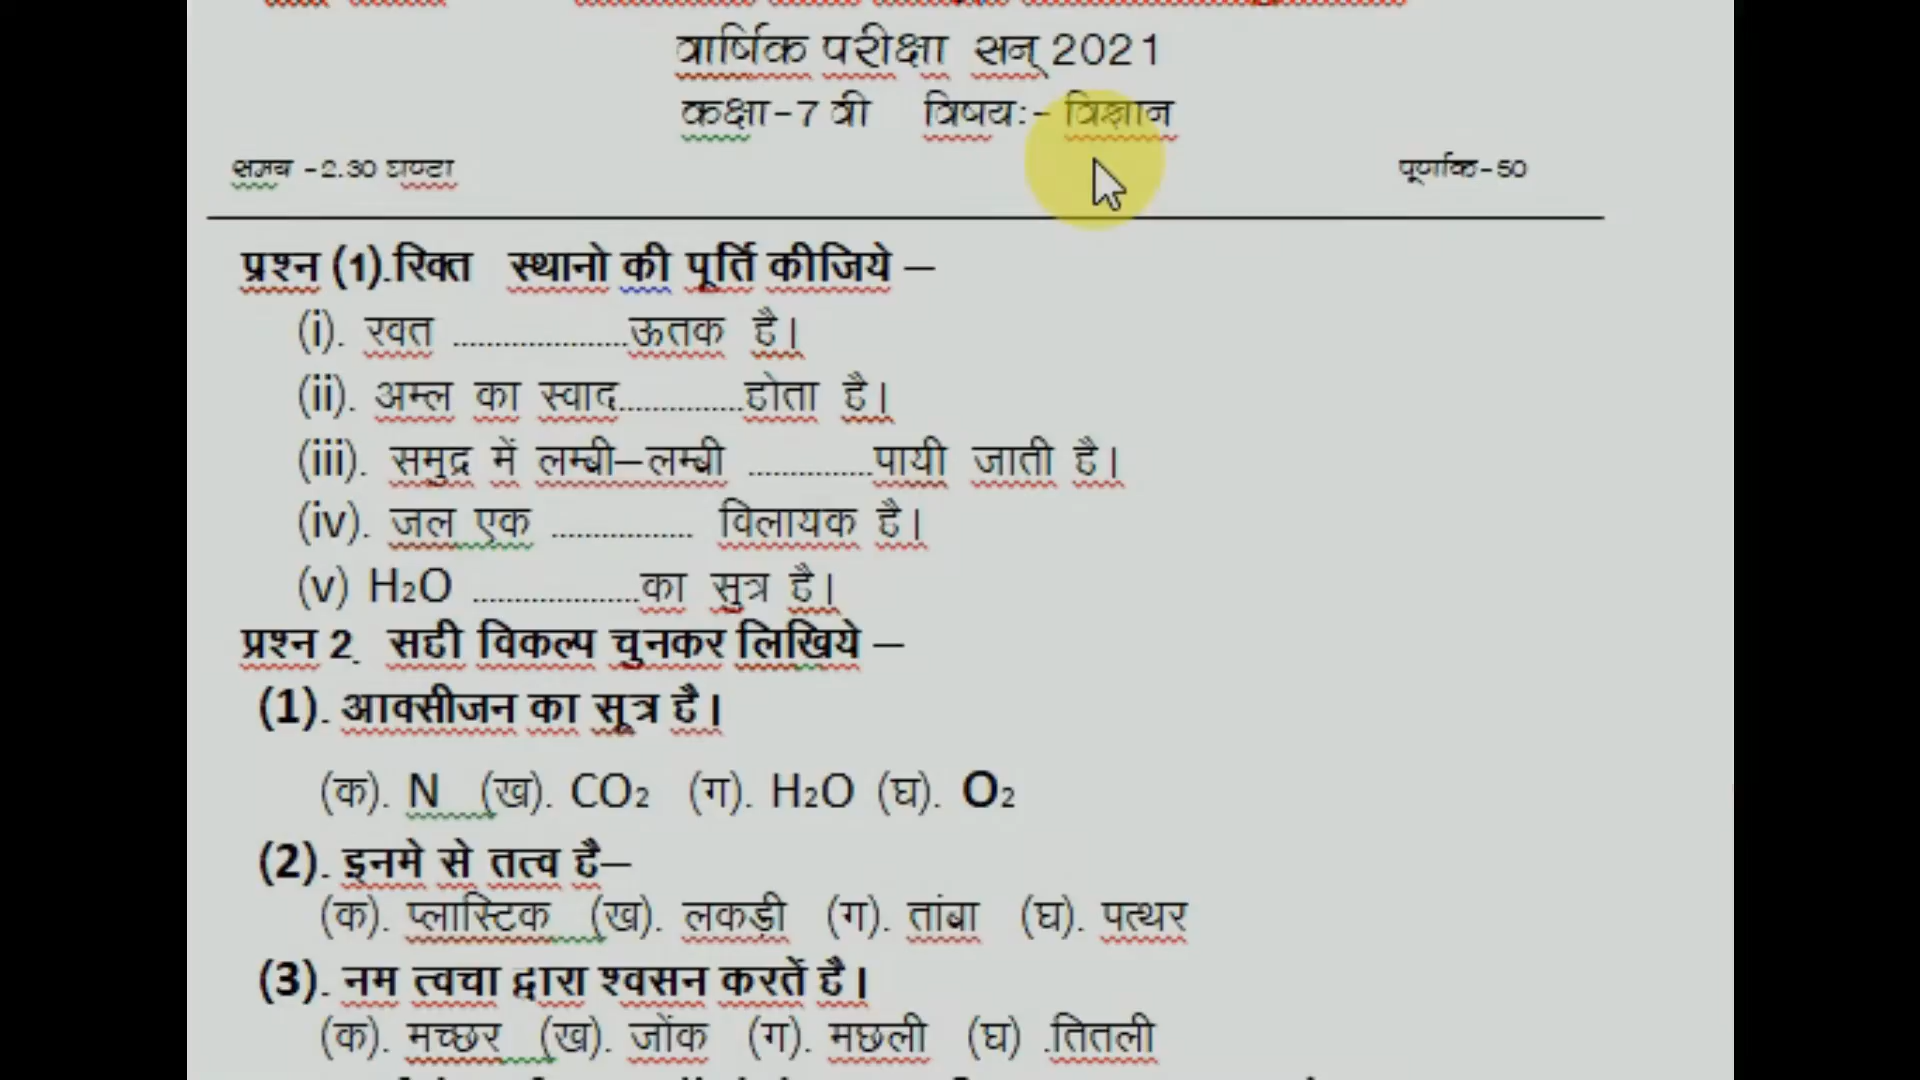 वार्षिक परीक्षा सन् 2021
कक्षा-7 वी विषय:- विज्ञान
समय -2.30 घण्टा पूर्णांक-50
प्रश्न (1).रिक्त स्थानो की पूर्ति कीजिये –
(i). रक्त .....................ऊतक है।
(ii). अम्ल का स्वाद...............होता है।
(iii). समुद्र में लम्बी–लम्बी ...............पायी जाती है।
(iv). जल एक ................. विलायक है।
(v) H₂O ....................का सुत्र है।
प्रश्न 2. सही विकल्प चुनकर लिखिये –
(1). आक्सीजन का सूत्र है।
(क). N (ख). CO₂ (ग). H₂O (घ). O₂
(2). इनमे से तत्व है–
(क). प्लास्टिक (ख). लकड़ी (ग). तांबा (घ). पत्थर
(3). नम त्वचा द्वारा श्वसन करतें है।
(क). मच्छर (ख). जोंक (ग). मछली (घ) .तितली